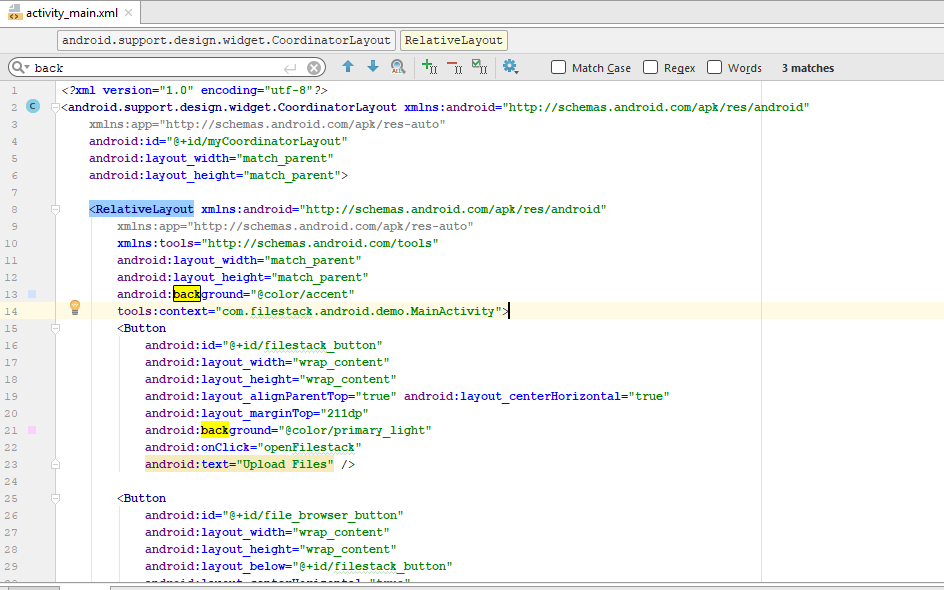 activity_main.xml
android.support.design.widget.CoordinatorLayout RelativeLayout
back Match Case Regex Words 3 matches
1 <?xml version="1.0" encoding="utf-8"?>
2 C <android.support.design.widget.CoordinatorLayout xmlns:android="http://schemas.android.com/apk/res/android"
3 xmlns:app="http://schemas.android.com/apk/res-auto"
4 android:id="@+id/myCoordinatorLayout"
5 android:layout_width="match_parent"
6 android:layout_height="match_parent">
7
8 <RelativeLayout xmlns:android="http://schemas.android.com/apk/res/android"
9 xmlns:app="http://schemas.android.com/apk/res-auto"
10 xmlns:tools="http://schemas.android.com/tools"
11 android:layout_width="match_parent"
12 android:layout_height="match_parent"
13 android:background="@color/accent"
14 tools:context="com.filestack.android.demo.MainActivity">
15 <Button
16 android:id="@+id/filestack_button"
17 android:layout_width="wrap_content"
18 android:layout_height="wrap_content"
19 android:layout_alignParentTop="true" android:layout_centerHorizontal="true"
20 android:layout_marginTop="211dp"
21 android:background="@color/primary_light"
22 android:onClick="openFilestack"
23 android:text="Upload Files" />
24
25 <Button
26 android:id="@+id/file_browser_button"
27 android:layout_width="wrap_content"
28 android:layout_height="wrap_content"
29 android:layout_below="@+id/filestack_button"
android:layout_centerHorizontal="true"